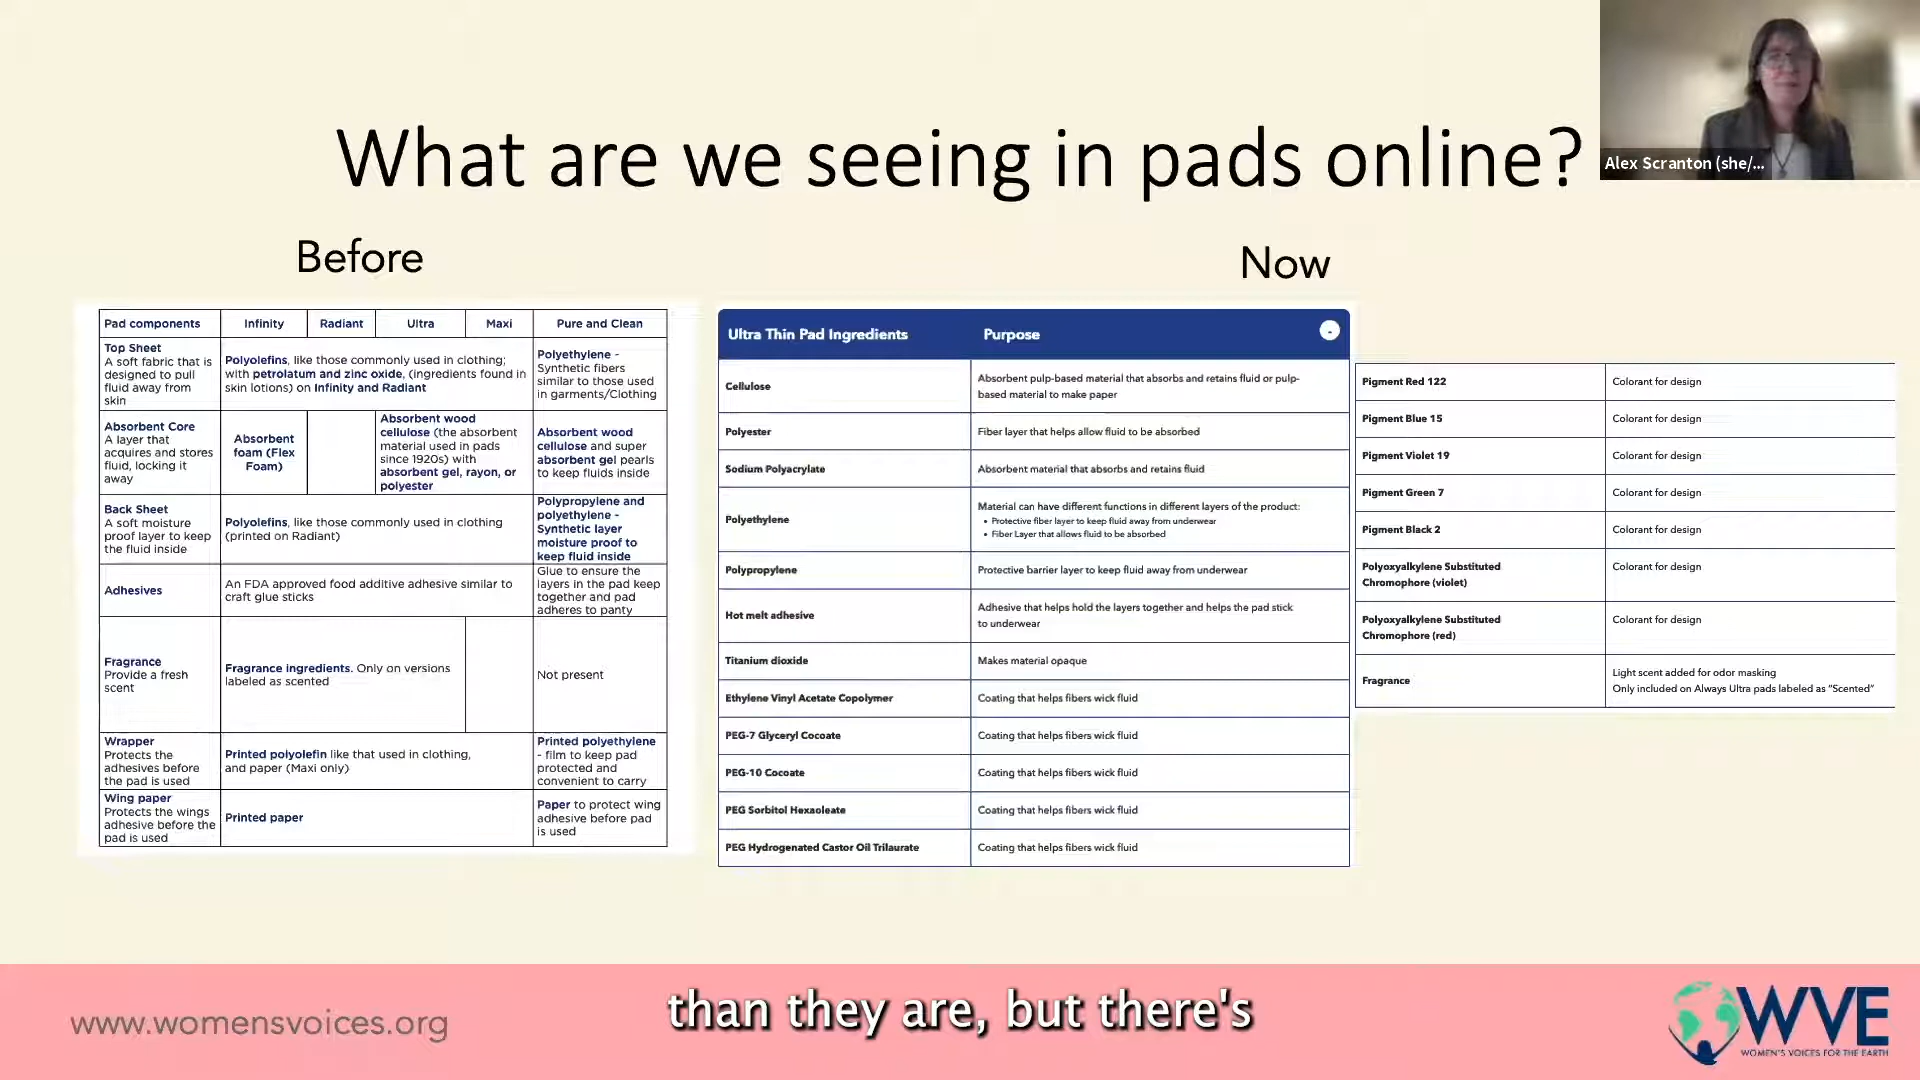 What are we seeing in pads online?
Alex Scranton (she/...
Before
Now
Pad components
Infinity
Radiant
Ultra
Maxi
Pure and Clean
Top Sheet
A soft fabric that is
designed to pull
fluid away from
skin
Polyolefins, like those commonly used in clothing;
with petrolatum and zinc oxide, (ingredients found in
skin lotions) on Infinity and Radiant
Polyethylene -
Synthetic fibers
similar to those used
in garments/Clothing
Absorbent Core
A layer that
acquires and stores
fluid, locking it
away
Absorbent
foam (Flex
Foam)
Absorbent wood
cellulose (the absorbent
material used in pads
since 1920s) with
absorbent gel, rayon, or
polyester
Absorbent wood
cellulose and super
absorbent gel pearls
to keep fluids inside
Back Sheet
A soft moisture
proof layer to keep
the fluid inside
Polyolefins, like those commonly used in clothing
(printed on Radiant)
Polypropylene and
polyethylene -
Synthetic layer
moisture proof to
keep fluid inside
Adhesives
An FDA approved food additive adhesive similar to
craft glue sticks
Glue to ensure the
layers in the pad keep
together and pad
adheres to panty
Fragrance
Provide a fresh
scent
Fragrance ingredients. Only on versions
labeled as scented
Not present
Wrapper
Protects the
adhesives before
the pad is used
Printed polyolefin like that used in clothing,
and paper (Maxi only)
Printed polyethylene
- film to keep pad
protected and
convenient to carry
Wing paper
Protects the wings
adhesive before the
pad is used
Printed paper
Paper to protect wing
adhesive before pad
is used
Ultra Thin Pad Ingredients
Purpose
-
Cellulose
Absorbent pulp-based material that absorbs and retains fluid or pulp-
based material to make paper
Polyester
Fiber layer that helps allow fluid to be absorbed
Sodium Polyacrylate
Absorbent material that absorbs and retains fluid
Polyethylene
Material can have different functions in different layers of the product:
• Protective fiber layer to keep fluid away from underwear
• Fiber Layer that allows fluid to be absorbed
Polypropylene
Protective barrier layer to keep fluid away from underwear
Hot melt adhesive
Adhesive that helps hold the layers together and helps the pad stick
to underwear
Titanium dioxide
Makes material opaque
Ethylene Vinyl Acetate Copolymer
Coating that helps fibers wick fluid
PEG-7 Glyceryl Cocoate
Coating that helps fibers wick fluid
PEG-10 Cocoate
Coating that helps fibers wick fluid
PEG Sorbitol Hexaoleate
Coating that helps fibers wick fluid
PEG Hydrogenated Castor Oil Trilaurate
Coating that helps fibers wick fluid
Pigment Red 122
Colorant for design
Pigment Blue 15
Colorant for design
Pigment Violet 19
Colorant for design
Pigment Green 7
Colorant for design
Pigment Black 2
Colorant for design
Polyoxyalkylene Substituted
Chromophore (violet)
Colorant for design
Polyoxyalkylene Substituted
Chromophore (red)
Colorant for design
Fragrance
Light scent added for odor masking
Only included on Always Ultra pads labeled as "Scented"
www.womensvoices.org
than they are, but there's
WVE
WOMEN'S VOICES FOR THE EARTH